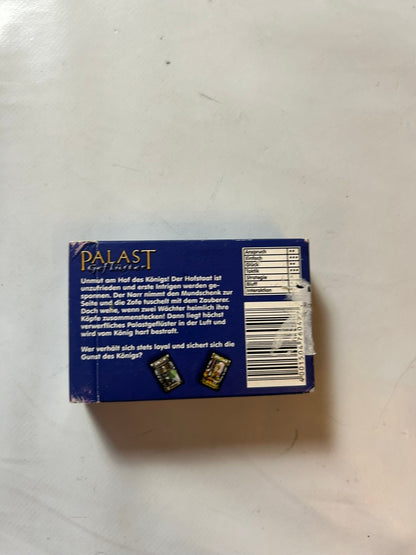 PALAST
Geflüster
Unmut am Hof des Königs! Der Hofstaat ist
unzufrieden und erste Intrigen werden ge-
sponnen. Der Narr nimmt den Mundschenk zur
Seite und die Zofe tuschelt mit dem Zauberer.
Doch wehe, wenn zwei Wächter heimlich ihre
Köpfe zusammenstecken! Dann liegt höchst
verwerfliches Palastgeflüster in der Luft und
wird vom König hart bestraft.
Wer verhält sich stets loyal und sichert sich die
Gunst des Königs?
Anspruch
Einfach
Glück
Taktik
Strategie
Bluff
Interaktion